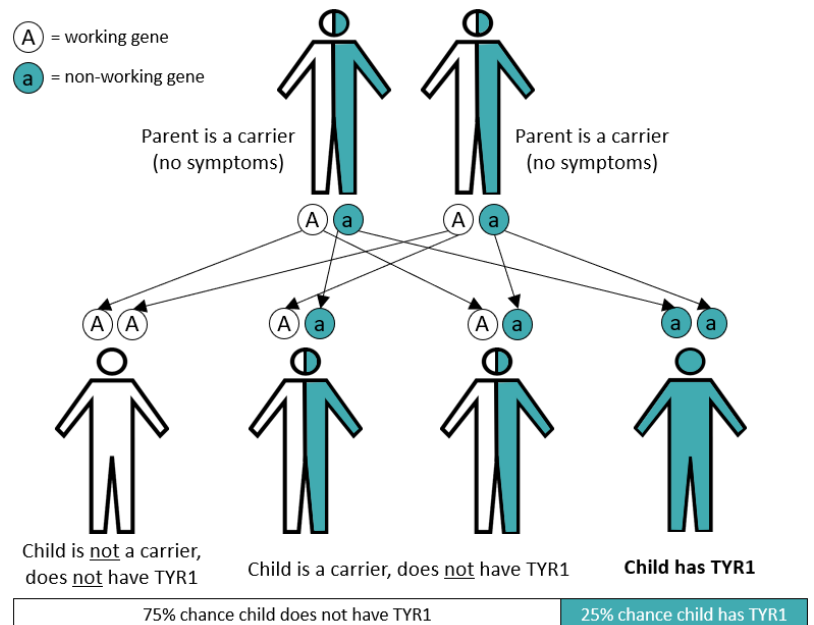 A = working gene
a = non-working gene
Parent is a carrier
(no symptoms)
Parent is a carrier
(no symptoms)
A a A a
A A A a A a a a
Child is not a carrier,
does not have TYR1
Child is a carrier, does not have TYR1
Child has TYR1
75% chance child does not have TYR1
25% chance child has TYR1